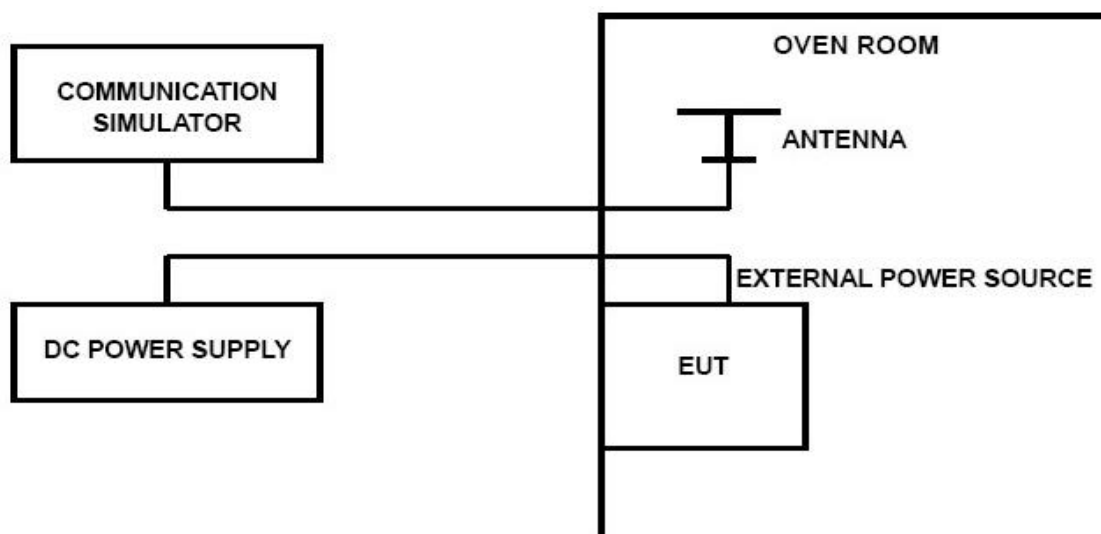 OVEN ROOM
COMMUNICATION
SIMULATOR
ANTENNA
EXTERNAL POWER SOURCE
DC POWER SUPPLY
EUT